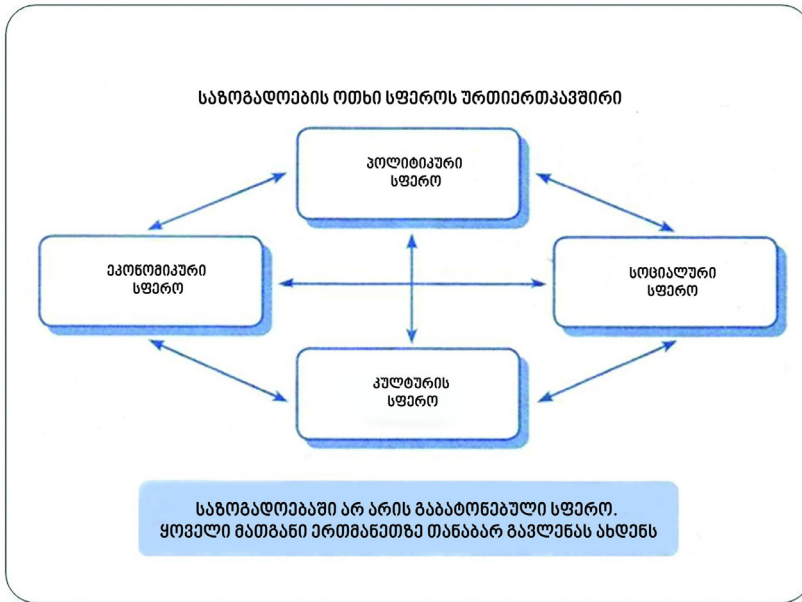 საზოგადოების ოთხი სფეროს ურთიერთკავშირი
პოლიტიკური
სფერო
ეკონომიკური
სფერო
სოციალური
სფერო
კულტურის
სფერო
საზოგადოებაში არ არის გაბატონებული სფერო.
ყოველი მათგანი ერთმანეთზე თანაბარ გავლენას ახდენს